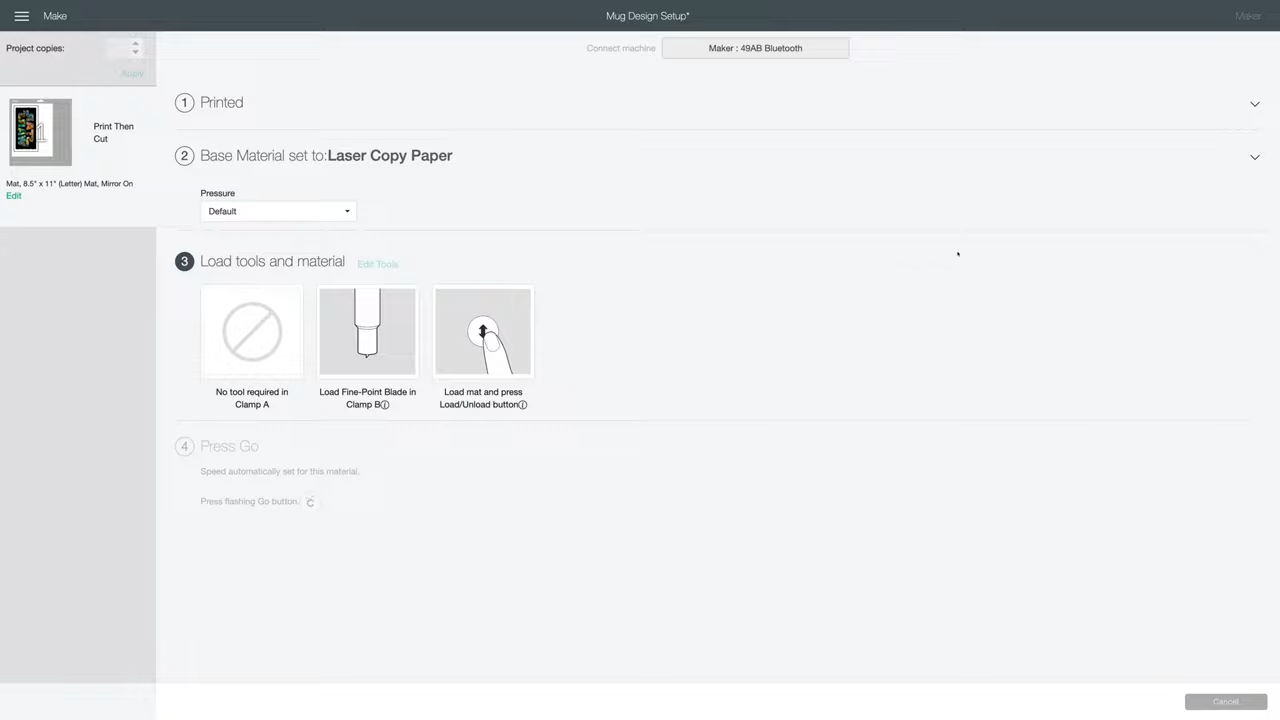 Make
Mug Design Setup*
Maker
Project copies:
Apply
Connect machine
Maker : 49AB Bluetooth
Print Then
Cut
Mat, 8.5" x 11" (Letter) Mat, Mirror On
Edit
1 Printed
2 Base Material set to:Laser Copy Paper
Pressure
Default
3 Load tools and material
Edit Tools
No tool required in
Clamp A
Load Fine-Point Blade in
Clamp B
Load mat and press
Load/Unload button
4 Press Go
Speed automatically set for this material.
Press flashing Go button.
Cancel